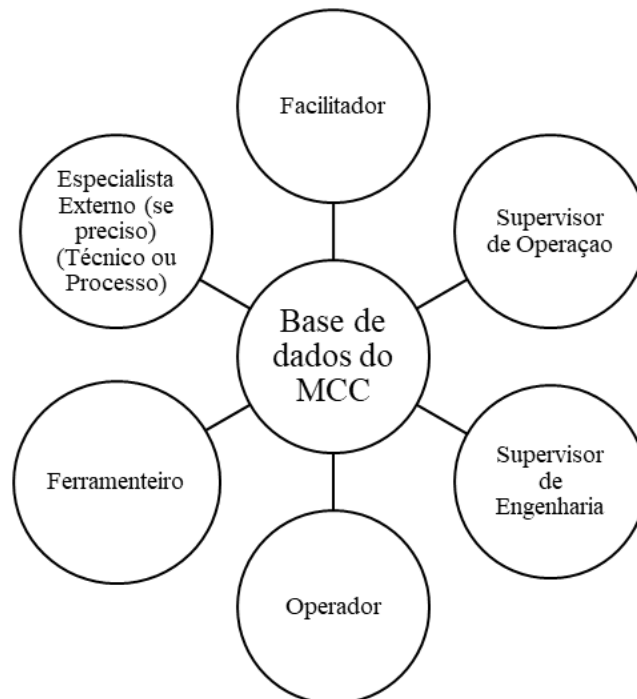 Facilitador
Especialista
Externo (se
preciso)
(Técnico ou
Processo)
Supervisor
de Operaçao
Base de
dados do
MCC
Ferramenteiro
Supervisor
de
Engenharia
Operador